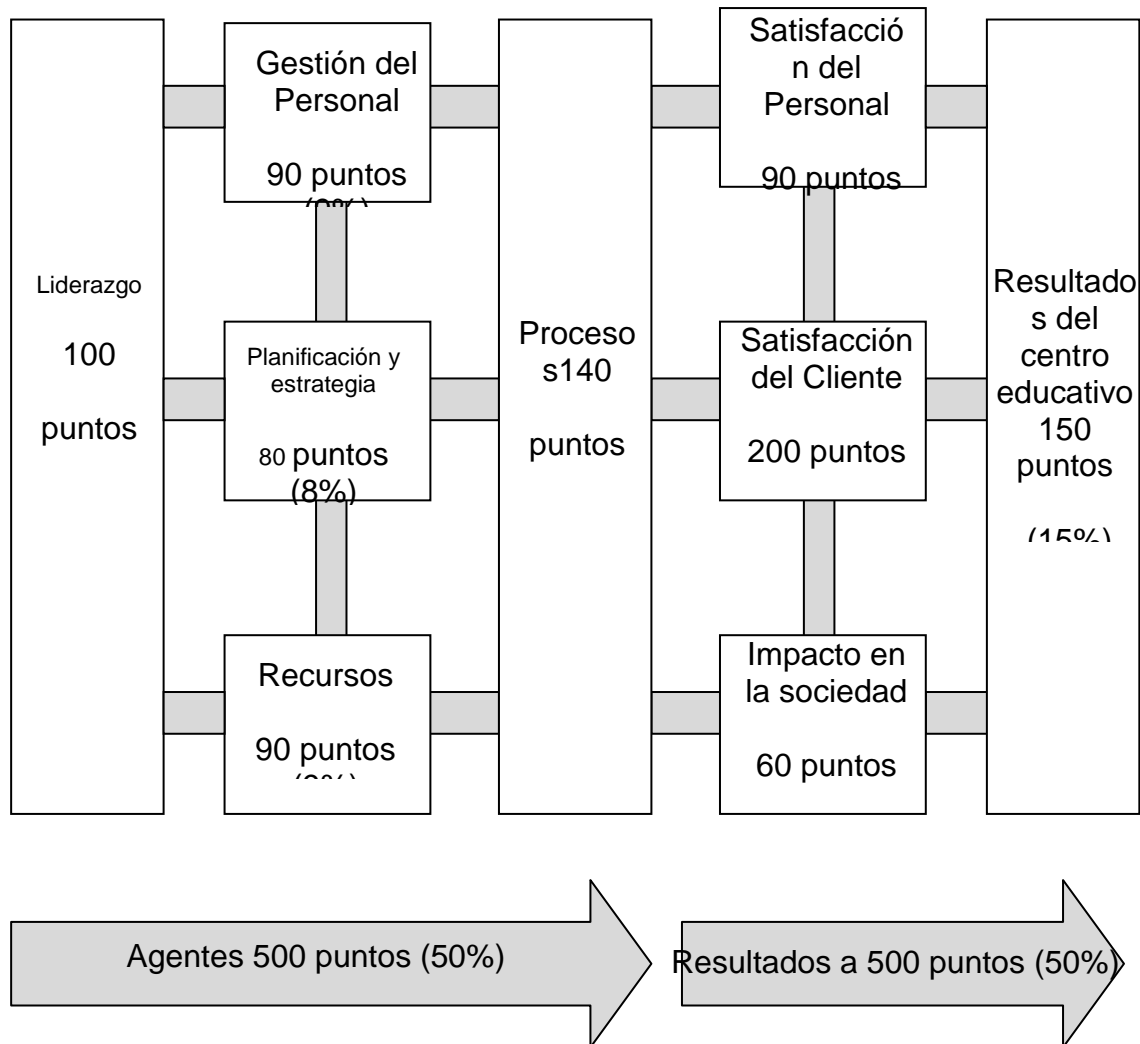 Liderazgo
100
puntos
Gestión del
Personal
90 puntos
Planificación y
estrategia
80 puntos
(8%)
Recursos
90 puntos
Proceso
s140
puntos
Satisfacció
n del
Personal
90 puntos
Satisfacción
del Cliente
200 puntos
Impacto en
la sociedad
60 puntos
Resultado
s del
centro
educativo
150
puntos
(15%)
Agentes 500 puntos (50%)
Resultados a 500 puntos (50%)